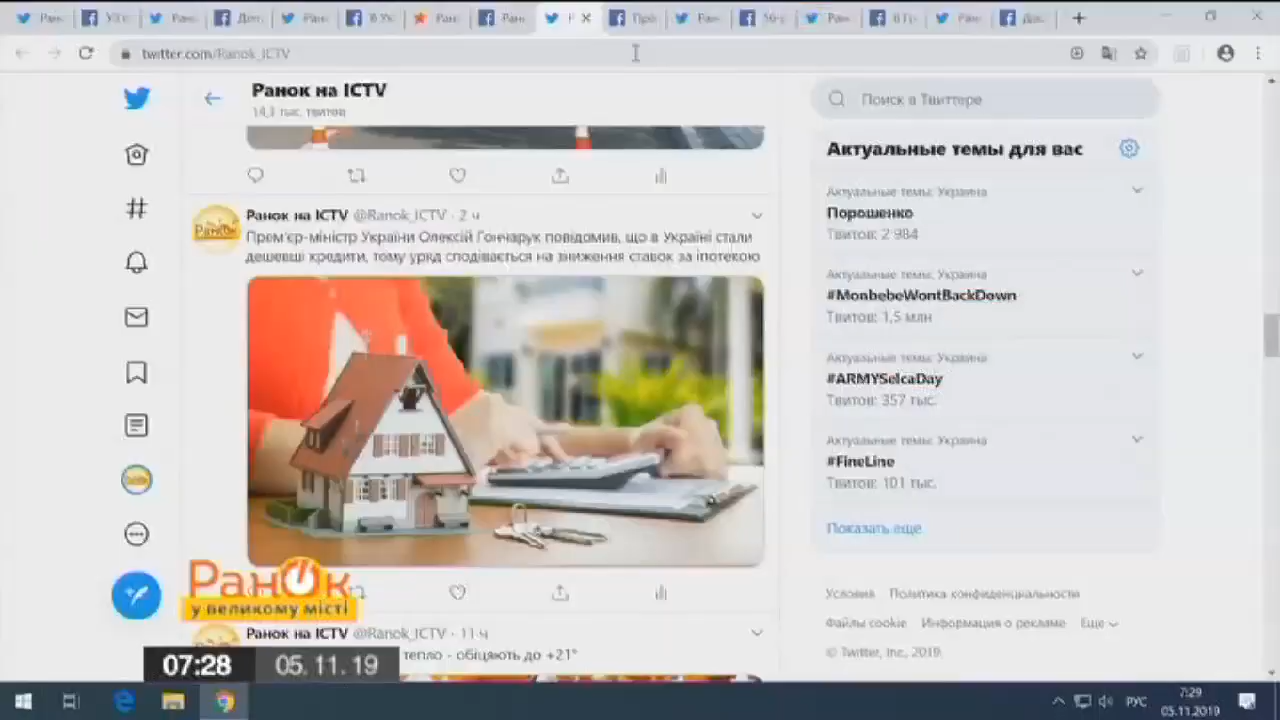 twitter.com/Ranok_ICTV
Ранок на ICTV
14,1 тыс. твитов
Поиск в Твиттере
Актуальные темы для вас
Актуальные темы: Украина
Порошенко
Твитов: 2 984
Актуальные темы: Украина
#MonbebeWontBackDown
Твитов: 1,5 млн
Актуальные темы: Украина
#ARMYSelcaDay
Твитов: 357 тыс.
Актуальные темы: Украина
#FineLine
Твитов: 101 тыс.
Показать еще
Ранок на ICTV @Ranok_ICTV · 2 ч
Прем'єр-міністр України Олексій Гончарук повідомив, що в Україні стали
дешевші кредити, тому уряд сподівається на зниження ставок за іпотекою
Ранок
у великому місті
Ранок на ICTV @Ranok_ICTV · 11 ч
тепло - обіцяють до +21°
Условия Политика конфиденциальности
Файлы cookie Информация о рекламе Еще
© Twitter, Inc., 2019.
07:28 05.11.19
РУС
7:29
05.11.2019